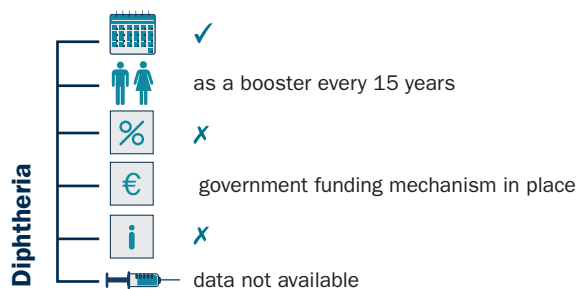 ✓
as a booster every 15 years
% ✗
€ government funding mechanism in place
i ✗
data not available
Diphtheria